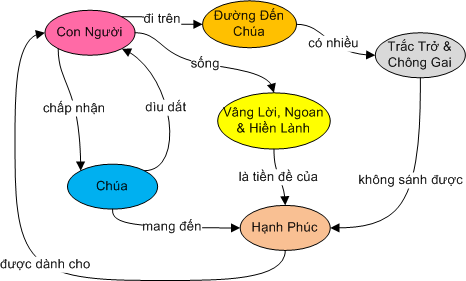 đi trên
Con Người
Đường Đến
Chúa
có nhiều
Trắc Trở &
Chông Gai
sống
chấp nhận
dìu dắt
Vâng Lời, Ngoan
& Hiền Lành
Chúa
là tiền đề của
không sánh được
mang đến
Hạnh Phúc
được dành cho